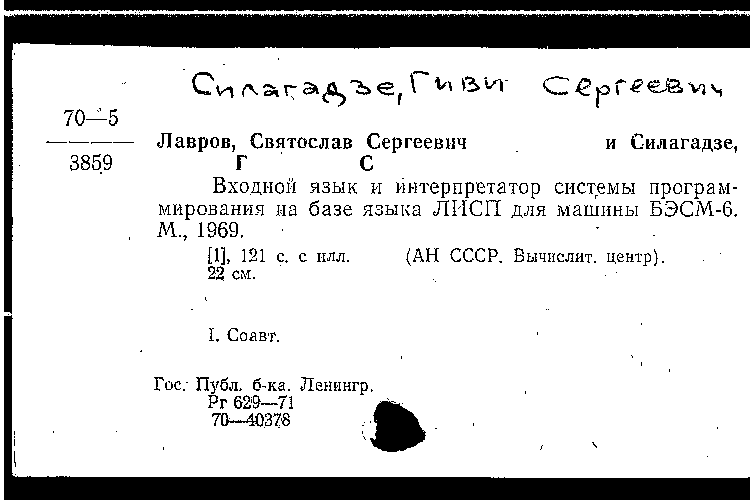 Силагадзе, Гиви Сергеевич
70—5
3859
Лавров, Святослав Сергеевич и Силагадзе,
Г С
Входной язык и интерпретатор системы програм-
мирования на базе языка ЛИСП для машины БЭСМ-6.
М., 1969.
[1], 121 с. с илл. (АН СССР. Вычислит. центр).
22 см.
I. Соавт.
Гос. Публ. б-ка. Ленингр.
Рг 629—71
70—40378